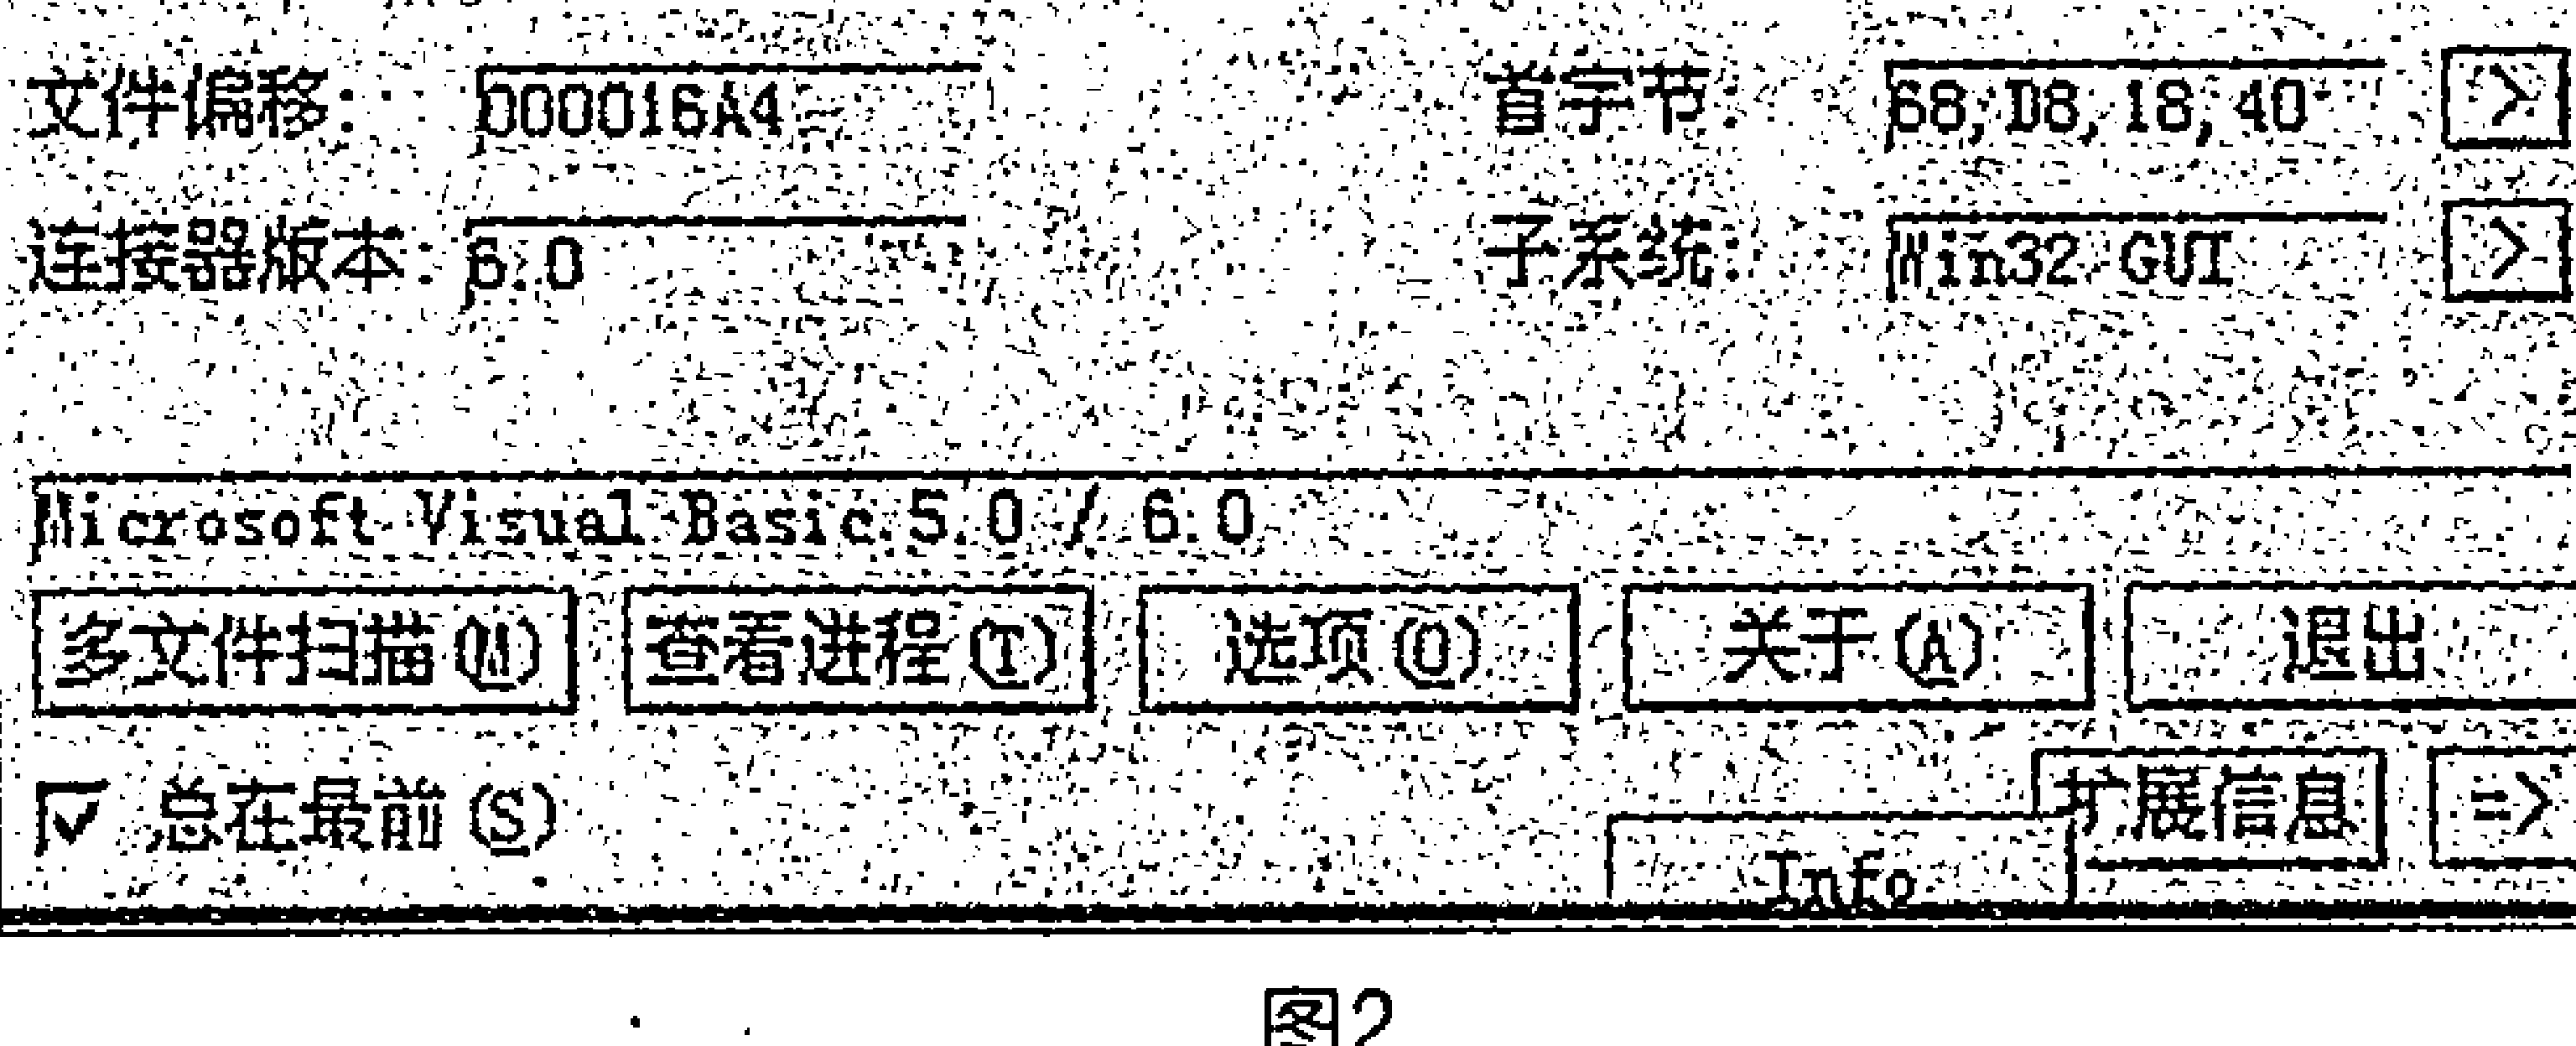 文件偏移: 000016A4 首字节: 68,D8,18,40 >
连接器版本: 6.0 子系统: Win32 GUI >
Microsoft Visual Basic 5.0 / 6.0
多文件扫描(M) 查看进程(T) 选项(O) 关于(A) 退出
总在最前(S) 扩展信息 =>
Info
图2